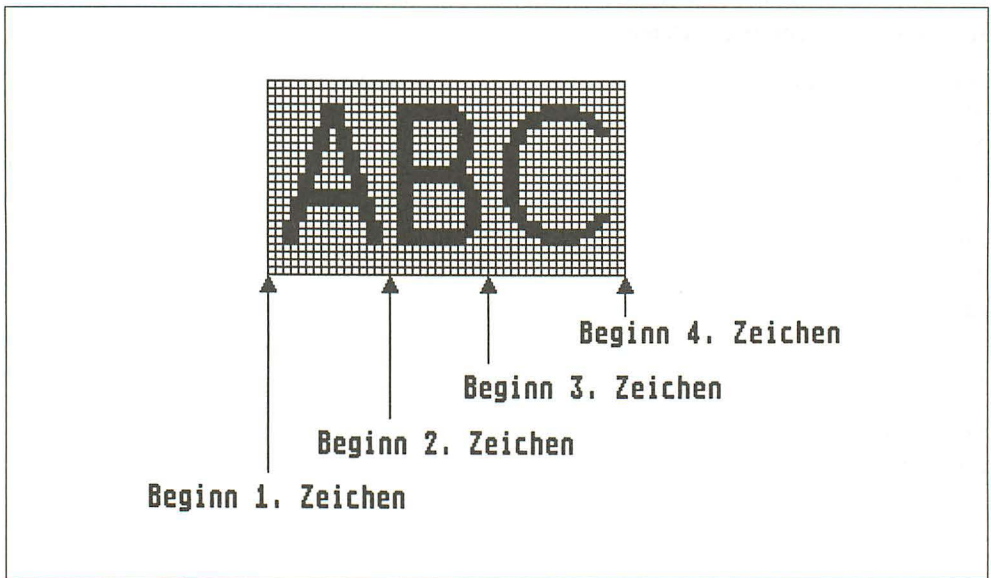 ABC
Beginn 4. Zeichen
Beginn 3. Zeichen
Beginn 2. Zeichen
Beginn 1. Zeichen